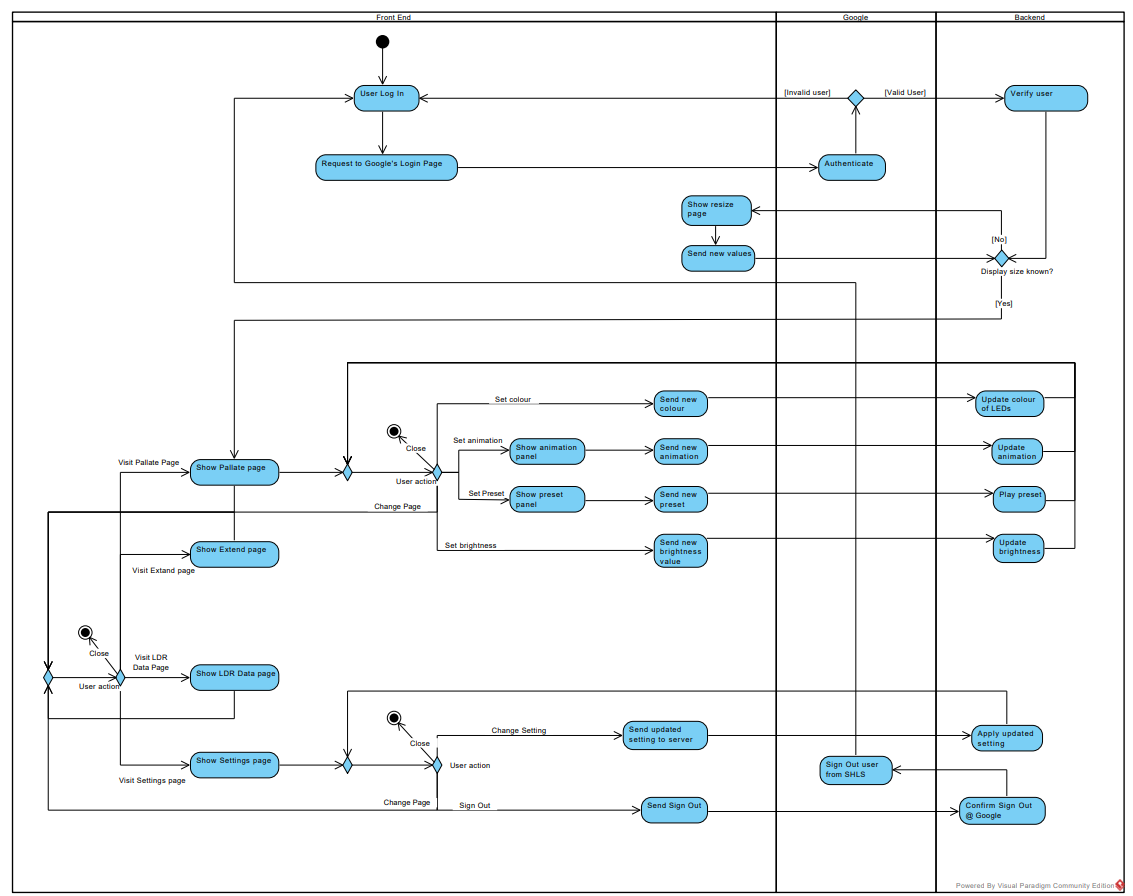 Front End
Google
Backend
User Log In
[Invalid user]
[Valid User]
Verify user
Request to Google's Login Page
Authenticate
Show resize
page
[No]
Send new values
Display size known?
[Yes]
Set colour
Send new
colour
Update colour
of LEDs
Close
Set animation
Show animation
panel
Send new
animation
Update
animation
Visit Pallate Page
Show Pallate page
User action
Set Preset
Show preset
panel
Send new
preset
Play preset
Change Page
Set brightness
Send new
brightness
value
Update
brightness
Show Extend page
Visit Extand page
Close
Visit LDR
Data Page
Show LDR Data page
User action
Change Setting
Send updated
setting to server
Apply updated
setting
Close
Show Settings page
User action
Visit Settings page
Sign Out user
from SHLS
Change Page
Sign Out
Send Sign Out
Confirm Sign Out
@ Google
Powered By Visual Paradigm Community Edition